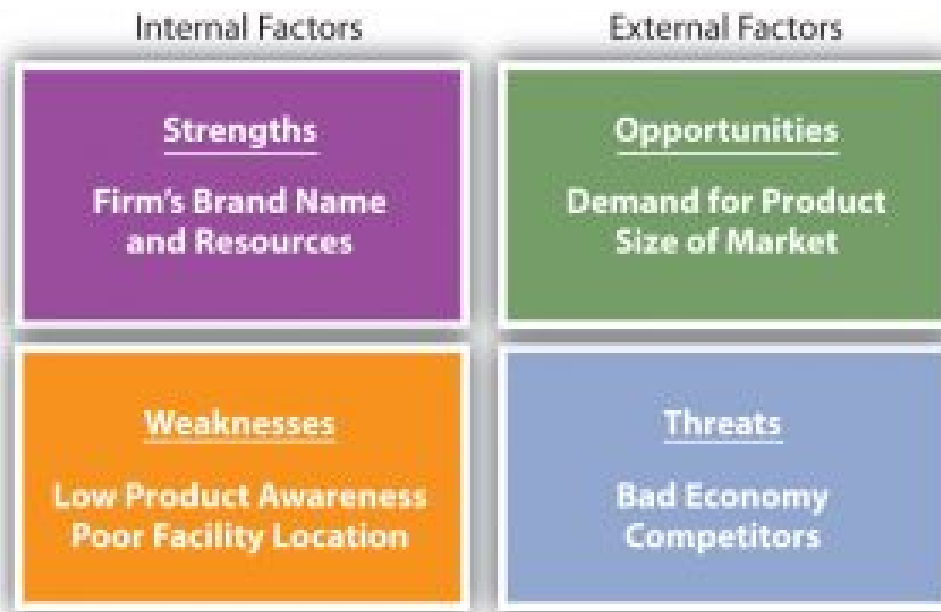 Internal Factors
External Factors
Strengths
Firm's Brand Name
and Resources
Opportunities
Demand for Product
Size of Market
Weaknesses
Low Product Awareness
Poor Facility Location
Threats
Bad Economy
Competitors